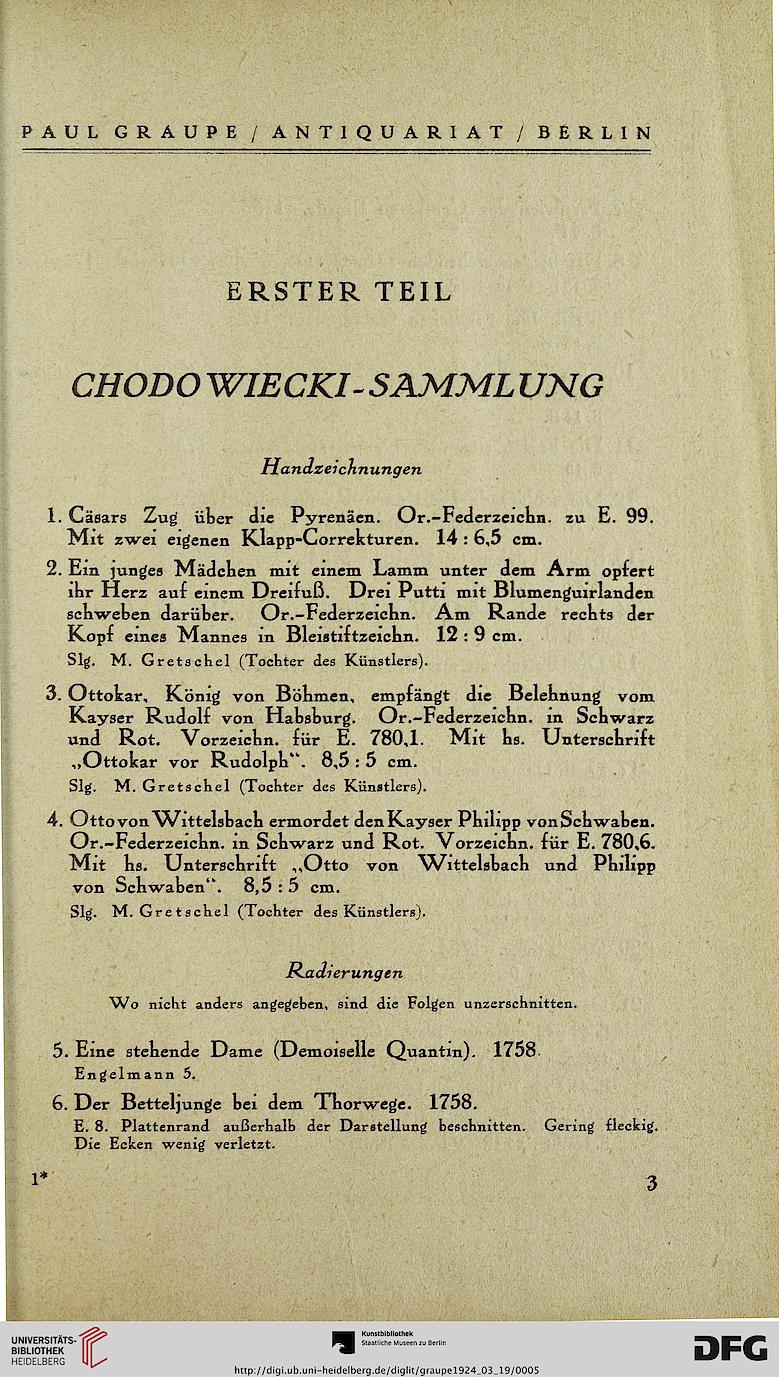 PAUL GRAUPE / ANTIQUARIAT / BERLIN
ERSTER TEIL
CHODOWIECKI-SAMMLUNG
Handzeichnungen
1. Cäsars Zug über die Pyrenäen. Or.-Federzeichn. zu E. 99.
Mit zwei eigenen Klapp-Correkturen. 14 : 6,5 cm.
2. Ein junges Mädchen mit einem Lamm unter dem Arm opfert
ihr Herz auf einem Dreifuß. Drei Putti mit Blumenguirlanden
schweben darüber. Or.-Federzeichn. Am Rande rechts der
Kopf eines Mannes in Bleistiftzeichn. 12 : 9 cm.
Slg. M. Gretschel (Tochter des Künstlers).
3. Ottokar, König von Böhmen, empfängt die Belehnung vom
Kayser Rudolf von Habsburg. Or.-Federzeichn. in Schwarz
und Rot. Vorzeichn. für E. 780,1. Mit hs. Unterschrift
„Ottokar vor Rudolph“. 8,5 : 5 cm.
Slg. M. Gretschel (Tochter des Künstlers).
4. Otto von Wittelsbach ermordet den Kayser Philipp von Schwaben.
Or.-Federzeichn. in Schwarz und Rot. Vorzeichn. für E. 780,6.
Mit hs. Unterschrift „Otto von Wittelsbach und Philipp
von Schwaben“. 8,5 : 5 cm.
Slg. M. Gretschel (Tochter des Künstlers).
Radierungen
Wo nicht anders angegeben, sind die Folgen unzerschnitten.
5. Eine stehende Dame (Demoiselle Quantin). 1758.
Engelmann 5.
6. Der Betteljunge bei dem Thorwege. 1758.
E. 8. Plattenrand außerhalb der Darstellung beschnitten. Gering fleckig.
Die Ecken wenig verletzt.
1*
3
UNIVERSITÄTS-
BIBLIOTHEK
HEIDELBERG
Kunstbibliothek
Staatliche Museen zu Berlin
DFG
http://digi.ub.uni-heidelberg.de/diglit/graupe1924_03_19/0005